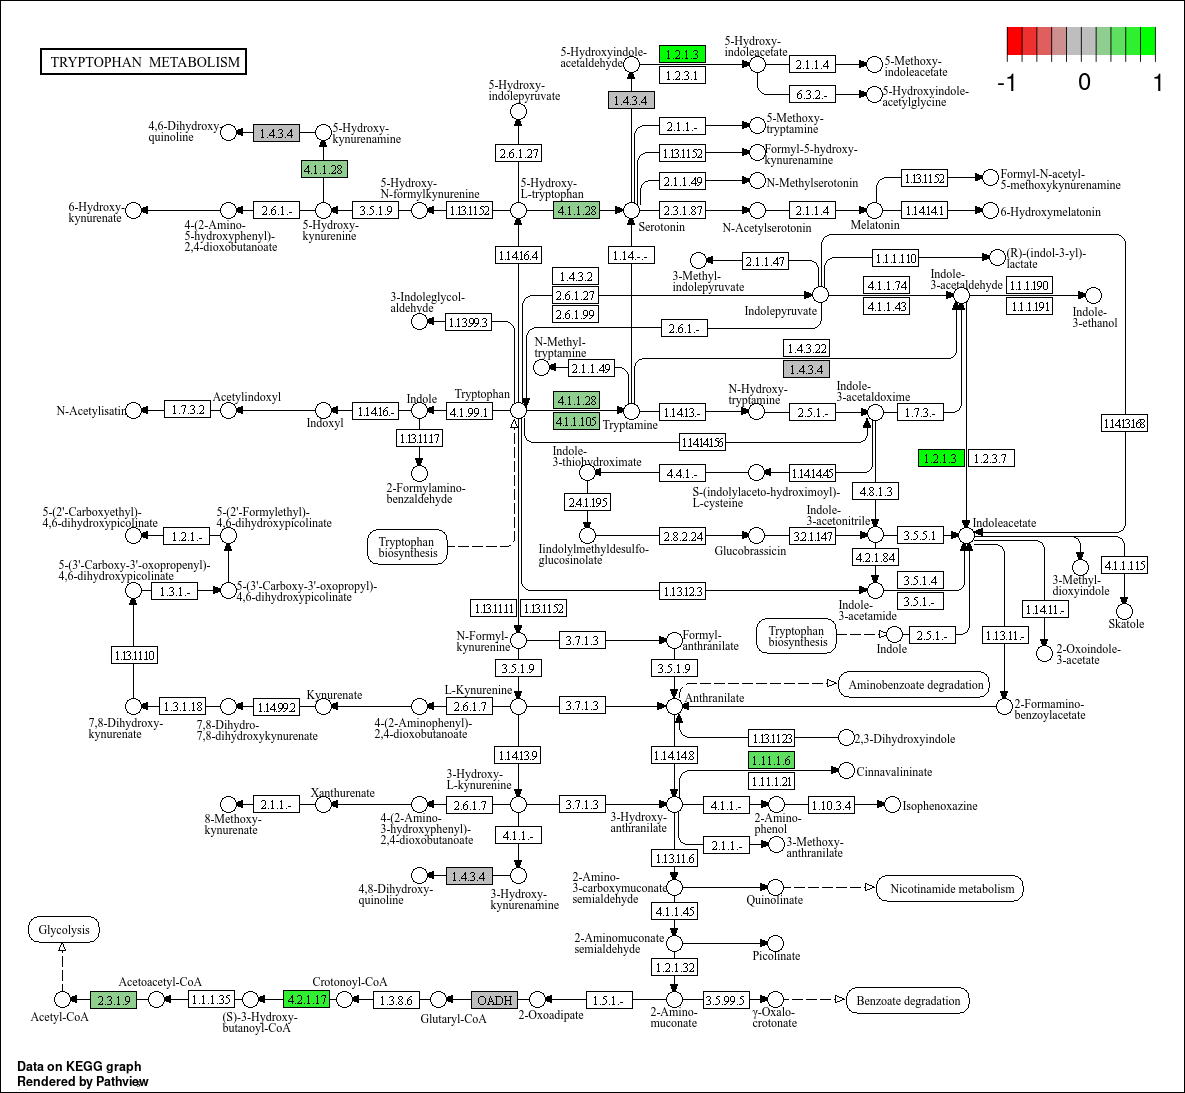 TRYPTOPHAN METABOLISM
-1 0 1
5-Hydroxyindole-
acetaldehyde
1.2.1.3
1.2.3.1
5-Hydroxy-
indoleacetate
2.1.1.4
5-Methoxy-
indoleacetate
6.3.2.-
5-Hydroxyindole-
acetylglycine
1.4.3.4
5-Hydroxy-
indolepyruvate
2.6.1.27
4,6-Dihydroxy-
quinoline
1.4.3.4
5-Hydroxy-
kynurenamine
4.1.1.28
2.1.1.-
5-Methoxy-
tryptamine
1.13.11.52
Formyl-5-hydroxy-
kynurenamine
2.1.1.49
N-Methylserotonin
1.13.11.52
Formyl-N-acetyl-
5-methoxykynurenamine
6-Hydroxy-
kynurenate
2.6.1.-
4-(2-Amino-
5-hydroxyphenyl)-
2,4-dioxobutanoate
5-Hydroxy-
kynurenine
3.5.1.9
5-Hydroxy-
N-formylkynurenine
1.13.11.52
5-Hydroxy-
L-tryptophan
4.1.1.28
Serotonin
2.3.1.87
N-Acetylserotonin
2.1.1.4
Melatonin
1.14.14.1
6-Hydroxymelatonin
1.14.16.4
1.14.-.-
2.1.1.47
3-Methyl-
indolepyruvate
1.1.1.110
(R)-(indol-3-yl)-
lactate
1.4.3.2
2.6.1.27
2.6.1.99
Indolepyruvate
4.1.1.74
4.1.1.43
Indole-
3-acetaldehyde
1.1.1.190
1.1.1.191
Indole-
3-ethanol
3-Indoleglycol-
aldehyde
1.13.99.3
2.6.1.-
N-Methyl-
tryptamine
2.1.1.49
1.4.3.22
1.4.3.4
N-Acetylisatin
1.7.3.2
Acetylindoxyl
Indoxyl
1.14.16.-
Indole
4.1.99.1
Tryptophan
4.1.1.28
4.1.1.105
Tryptamine
1.14.13.-
N-Hydroxy-
tryptamine
2.5.1.-
Indole-
3-acetaldoxime
1.7.3.-
1.14.13.168
1.13.11.17
2-Formylamino-
benzaldehyde
1.14.14.156
1.2.1.3
1.2.3.7
Indole-
3-thiohydroximate
4.4.1.-
S-(indolylaceto-hydroximoyl)-
L-cysteine
1.14.14.45
4.8.1.3
2.4.1.195
Iindolylmethyldesulfo-
glucosinolate
2.8.2.24
Glucobrassicin
3.2.1.147
Indole-
3-acetonitrile
3.5.5.1
Indoleacetate
5-(2'-Carboxyethyl)-
4,6-dihydroxypicolinate
1.2.1.-
5-(2'-Formylethyl)-
4,6-dihydroxypicolinate
Tryptophan
biosynthesis
4.2.1.84
5-(3'-Carboxy-3'-oxopropenyl)-
4,6-dihydroxypicolinate
1.3.1.-
5-(3'-Carboxy-3'-oxopropyl)-
4,6-dihydroxypicolinate
1.13.12.3
Indole-
3-acetamide
3.5.1.4
3.5.1.-
3-Methyl-
dioxyindole
4.1.1.115
Skatole
1.13.11.11
1.13.11.52
1.14.11.-
2-Oxoindole-
3-acetate
1.13.11.-
Tryptophan
biosynthesis
Indole
2.5.1.-
1.13.11.10
N-Formyl-
kynurenine
3.7.1.3
Formyl-
anthranilate
3.5.1.9
3.5.1.9
Aminobenzoate degradation
7,8-Dihydroxy-
kynurenate
1.3.1.18
7,8-Dihydro-
7,8-dihydroxykynurenate
1.14.99.2
Kynurenate
4-(2-Aminophenyl)-
2,4-dioxobutanoate
2.6.1.7
L-Kynurenine
3.7.1.3
Anthranilate
2-Formamino-
benzoylacetate
1.13.11.23
2,3-Dihydroxyindole
1.14.13.9
1.14.14.8
1.11.1.6
1.11.1.21
Cinnavalininate
8-Methoxy-
kynurenate
2.1.1.-
Xanthurenate
4-(2-Amino-
3-hydroxyphenyl)-
2,4-dioxobutanoate
2.6.1.7
3-Hydroxy-
L-kynurenine
3.7.1.3
3-Hydroxy-
anthranilate
4.1.1.-
2-Amino-
phenol
1.10.3.4
Isophenoxazine
4.1.1.-
2.1.1.-
3-Methoxy-
anthranilate
1.13.11.6
4,8-Dihydroxy-
quinoline
1.4.3.4
3-Hydroxy-
kynurenamine
2-Amino-
3-carboxymuconate
semialdehyde
Quinolinate
Nicotinamide metabolism
4.1.1.45
Glycolysis
2-Aminomuconate
semialdehyde
Picolinate
1.2.1.32
Acetyl-CoA
2.3.1.9
Acetoacetyl-CoA
1.1.1.35
(S)-3-Hydroxy-
butanoyl-CoA
4.2.1.17
Crotonoyl-CoA
1.3.8.6
Glutaryl-CoA
OADH
2-Oxoadipate
1.5.1.-
2-Amino-
muconate
3.5.99.5
γ-Oxalo-
crotonate
Benzoate degradation
Data on KEGG graph
Rendered by Pathview